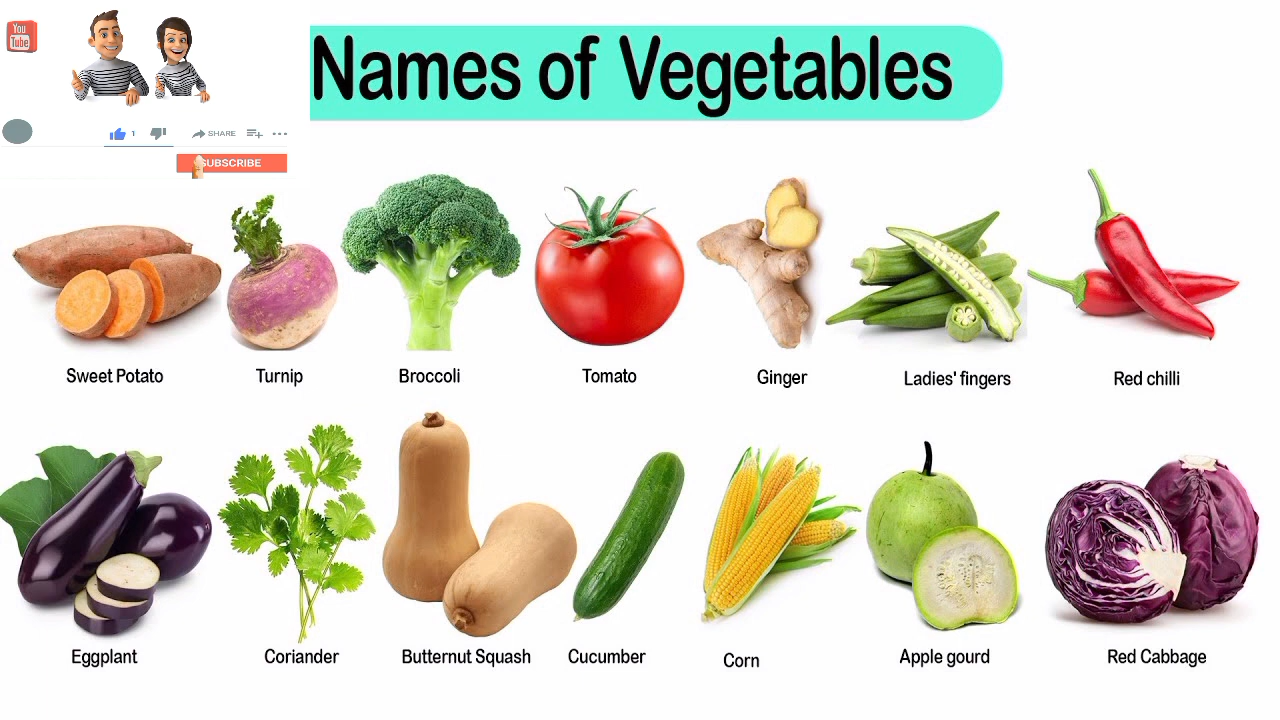 You
Tube
Names of Vegetables
1
SHARE
SUBSCRIBE
Sweet Potato
Turnip
Broccoli
Tomato
Ginger
Ladies' fingers
Red chilli
Eggplant
Coriander
Butternut Squash
Cucumber
Corn
Apple gourd
Red Cabbage